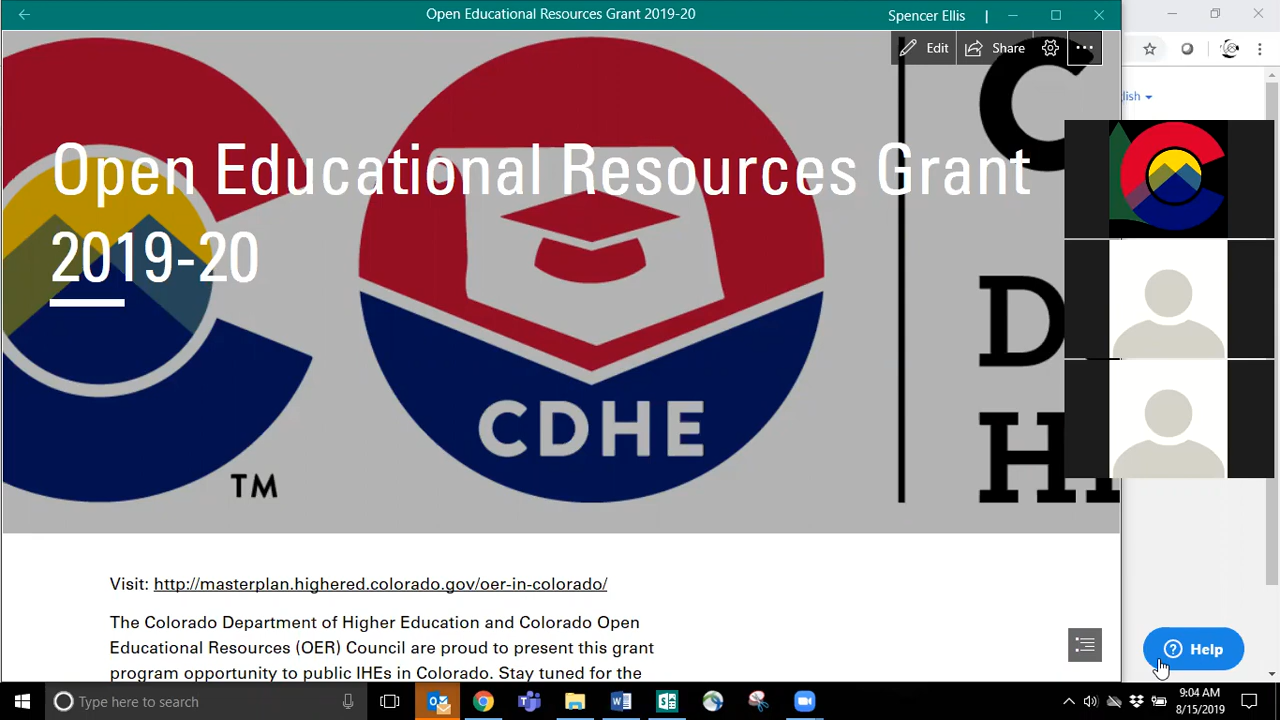 Open Educational Resources Grant 2019-20
Spencer Ellis
Edit
Share
glish
Open Educational Resources Grant
2019-20
CDHE
TM
C
D
H
Visit: http://masterplan.highered.colorado.gov/oer-in-colorado/
The Colorado Department of Higher Education and Colorado Open
Educational Resources (OER) Council are proud to present this grant
program opportunity to public IHEs in Colorado. Stay tuned for the
Help
Type here to search
9:04 AM
8/15/2019